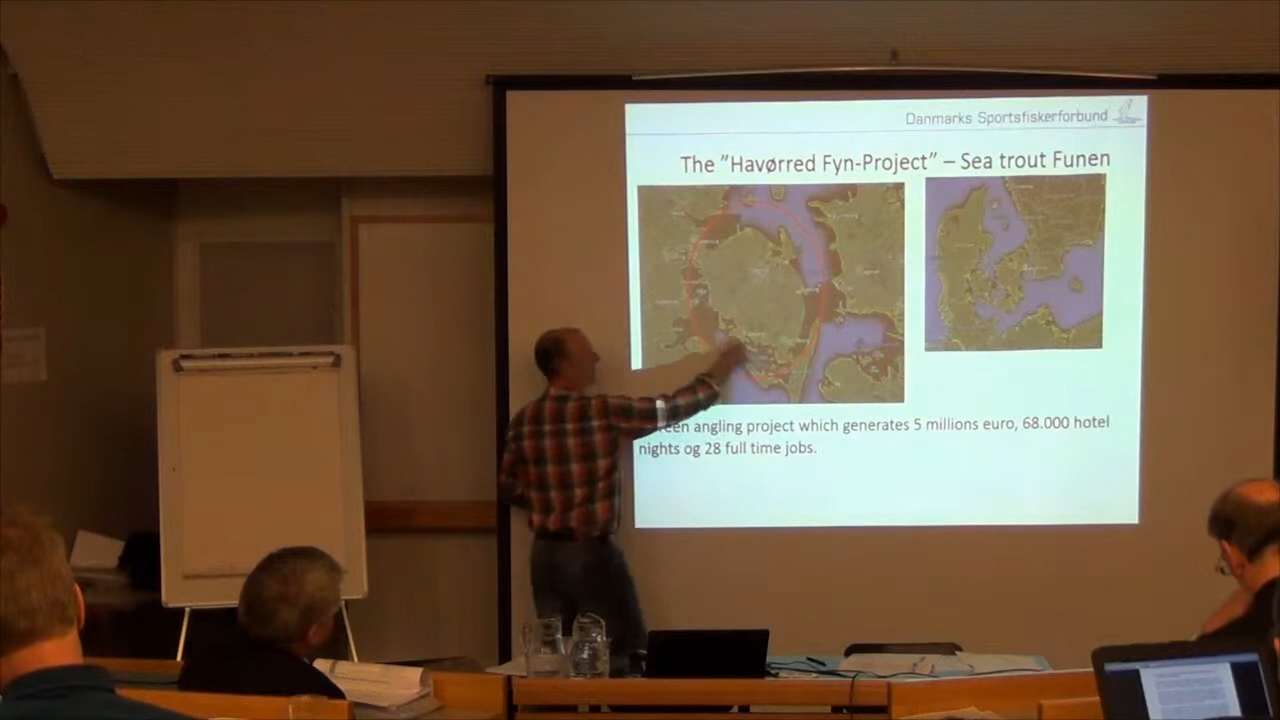 Danmarks Sportsfiskerforbund
The ”Havørred Fyn-Project” – Sea trout Funen
angling project which generates 5 millions euro, 68.000 hotel
nights og 28 full time jobs.